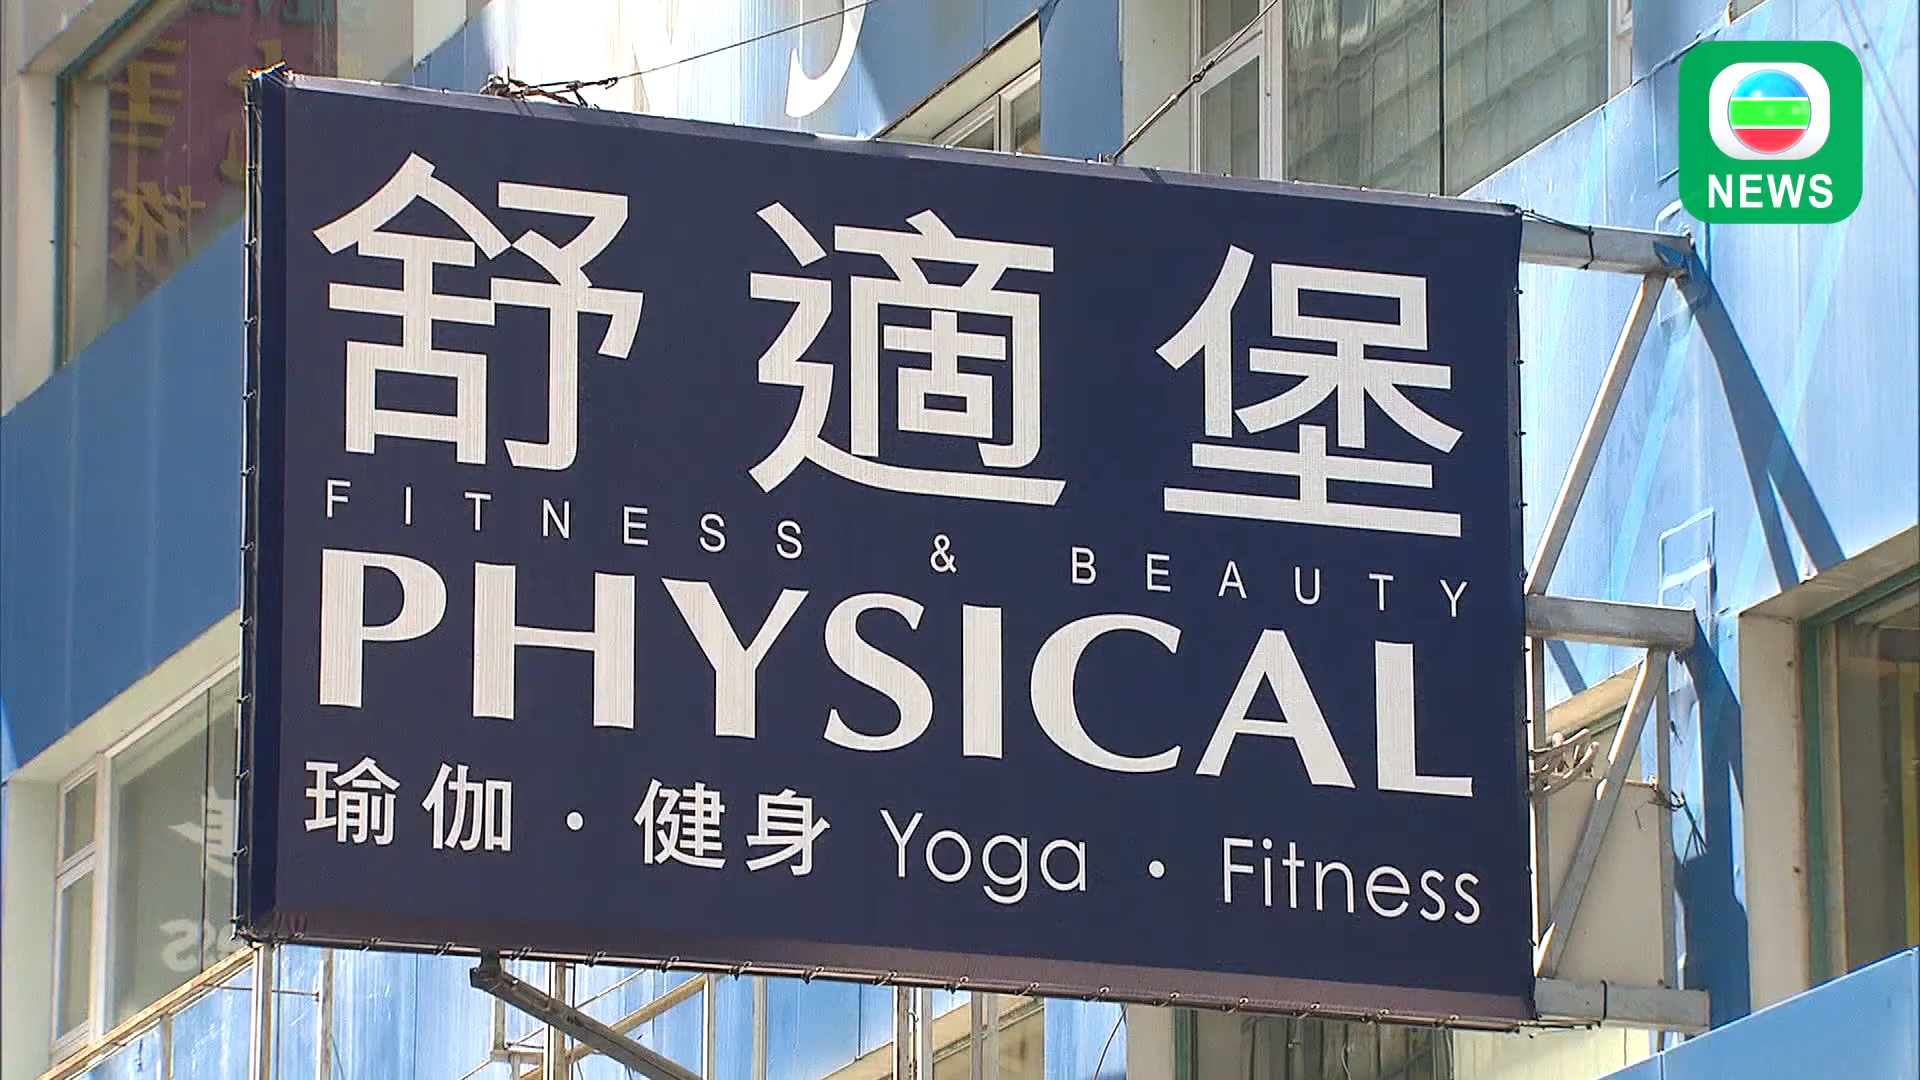 舒適堡
FITNESS & BEAUTY
PHYSICAL
瑜伽·健身 Yoga · Fitness
NEWS